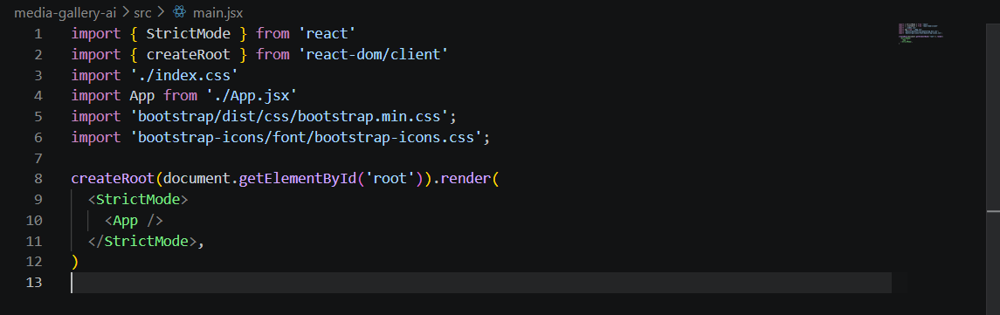 media-gallery-ai > src > main.jsx
1 import { StrictMode } from 'react'
2 import { createRoot } from 'react-dom/client'
3 import './index.css'
4 import App from './App.jsx'
5 import 'bootstrap/dist/css/bootstrap.min.css';
6 import 'bootstrap-icons/font/bootstrap-icons.css';
7
8 createRoot(document.getElementById('root')).render(
9   <StrictMode>
10     <App />
11   </StrictMode>,
12 )
13